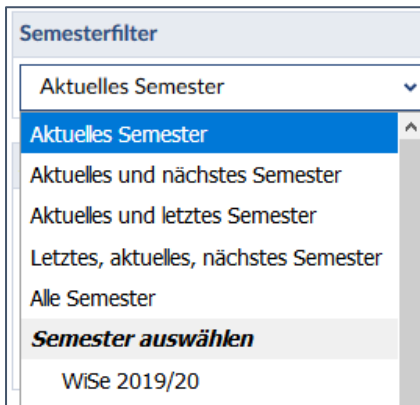 Semesterfilter
Aktuelles Semester
Aktuelles Semester
Aktuelles und nächstes Semester
Aktuelles und letztes Semester
Letztes, aktuelles, nächstes Semester
Alle Semester
Semester auswählen
WiSe 2019/20